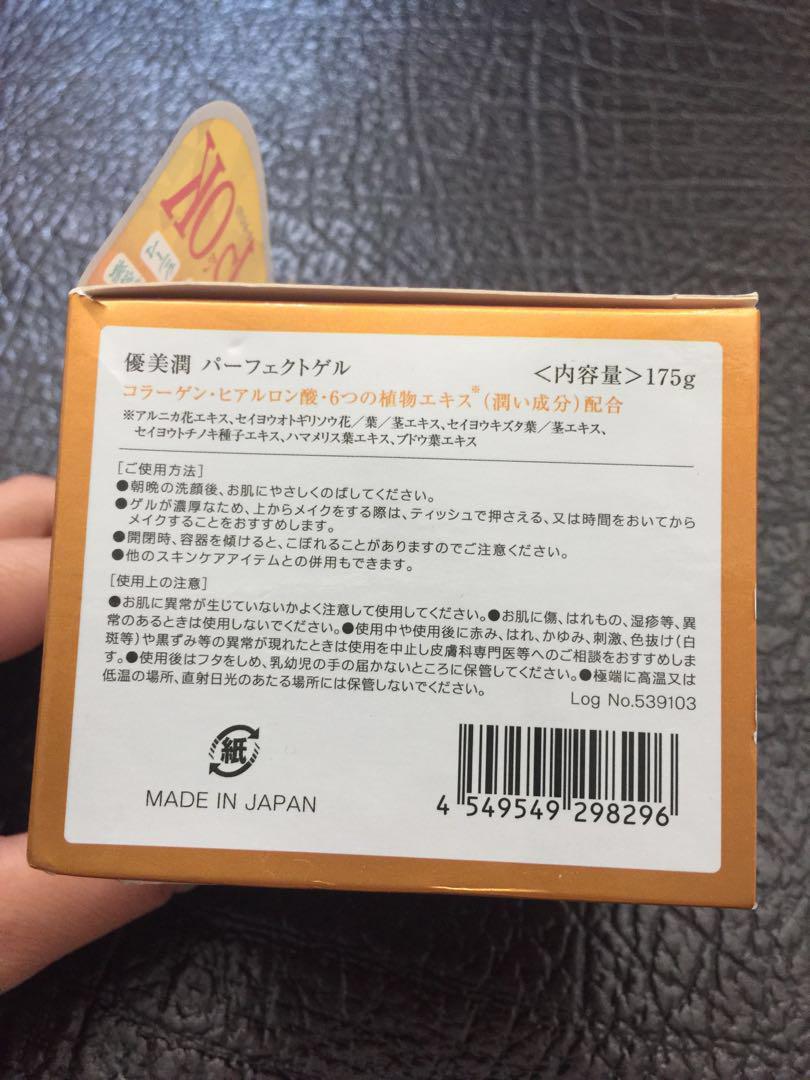 NO.
優美潤 パーフェクトゲル
<内容量>175g
コラーゲン・ヒアルロン酸・6つの植物エキス※(潤い成分)配合
※アルニカ花エキス、セイヨウオトギリソウ花/葉/茎エキス、セイヨウキズタ葉/茎エキス、
セイヨウトチノキ種子エキス、ハマメリス葉エキス、ブドウ葉エキス
[ご使用方法]
●朝晩の洗顔後、お肌にやさしくのばしてください。
●ゲルが濃厚なため、上からメイクをする際は、ティッシュで押さえる、又は時間をおいてから
メイクすることをおすすめします。
●開閉時、容器を傾けると、こぼれることがありますのでご注意ください。
●他のスキンケアアイテムとの併用もできます。
[使用上の注意]
●お肌に異常が生じていないかよく注意して使用してください。●お肌に傷、はれもの、湿疹等、異
常のあるときは使用しないでください。●使用中や使用後に赤み、はれ、かゆみ、刺激、色抜け(白
斑等)や黒ずみ等の異常が現れたときは使用を中止し皮膚科専門医等へのご相談をおすすめしま
す。●使用後はフタをしめ、乳幼児の手の届かないところに保管してください。●極端に高温又は
低温の場所、直射日光のあたる場所には保管しないでください。
Log No.539103
紙
MADE IN JAPAN
4 549549 298296